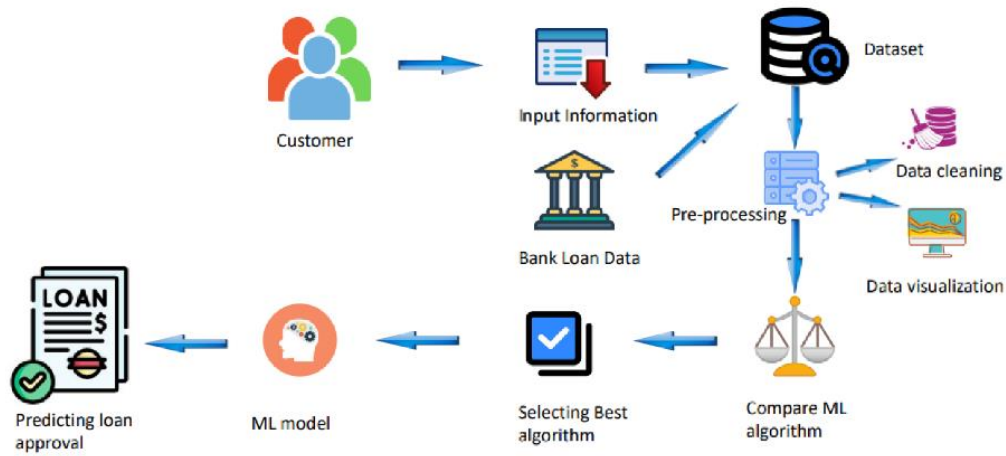 Customer
Input Information
Dataset
Bank Loan Data
$
Pre-processing
Data cleaning
Data visualization
LOAN
$
Predicting loan
approval
ML model
Selecting Best
algorithm
Compare ML
algorithm